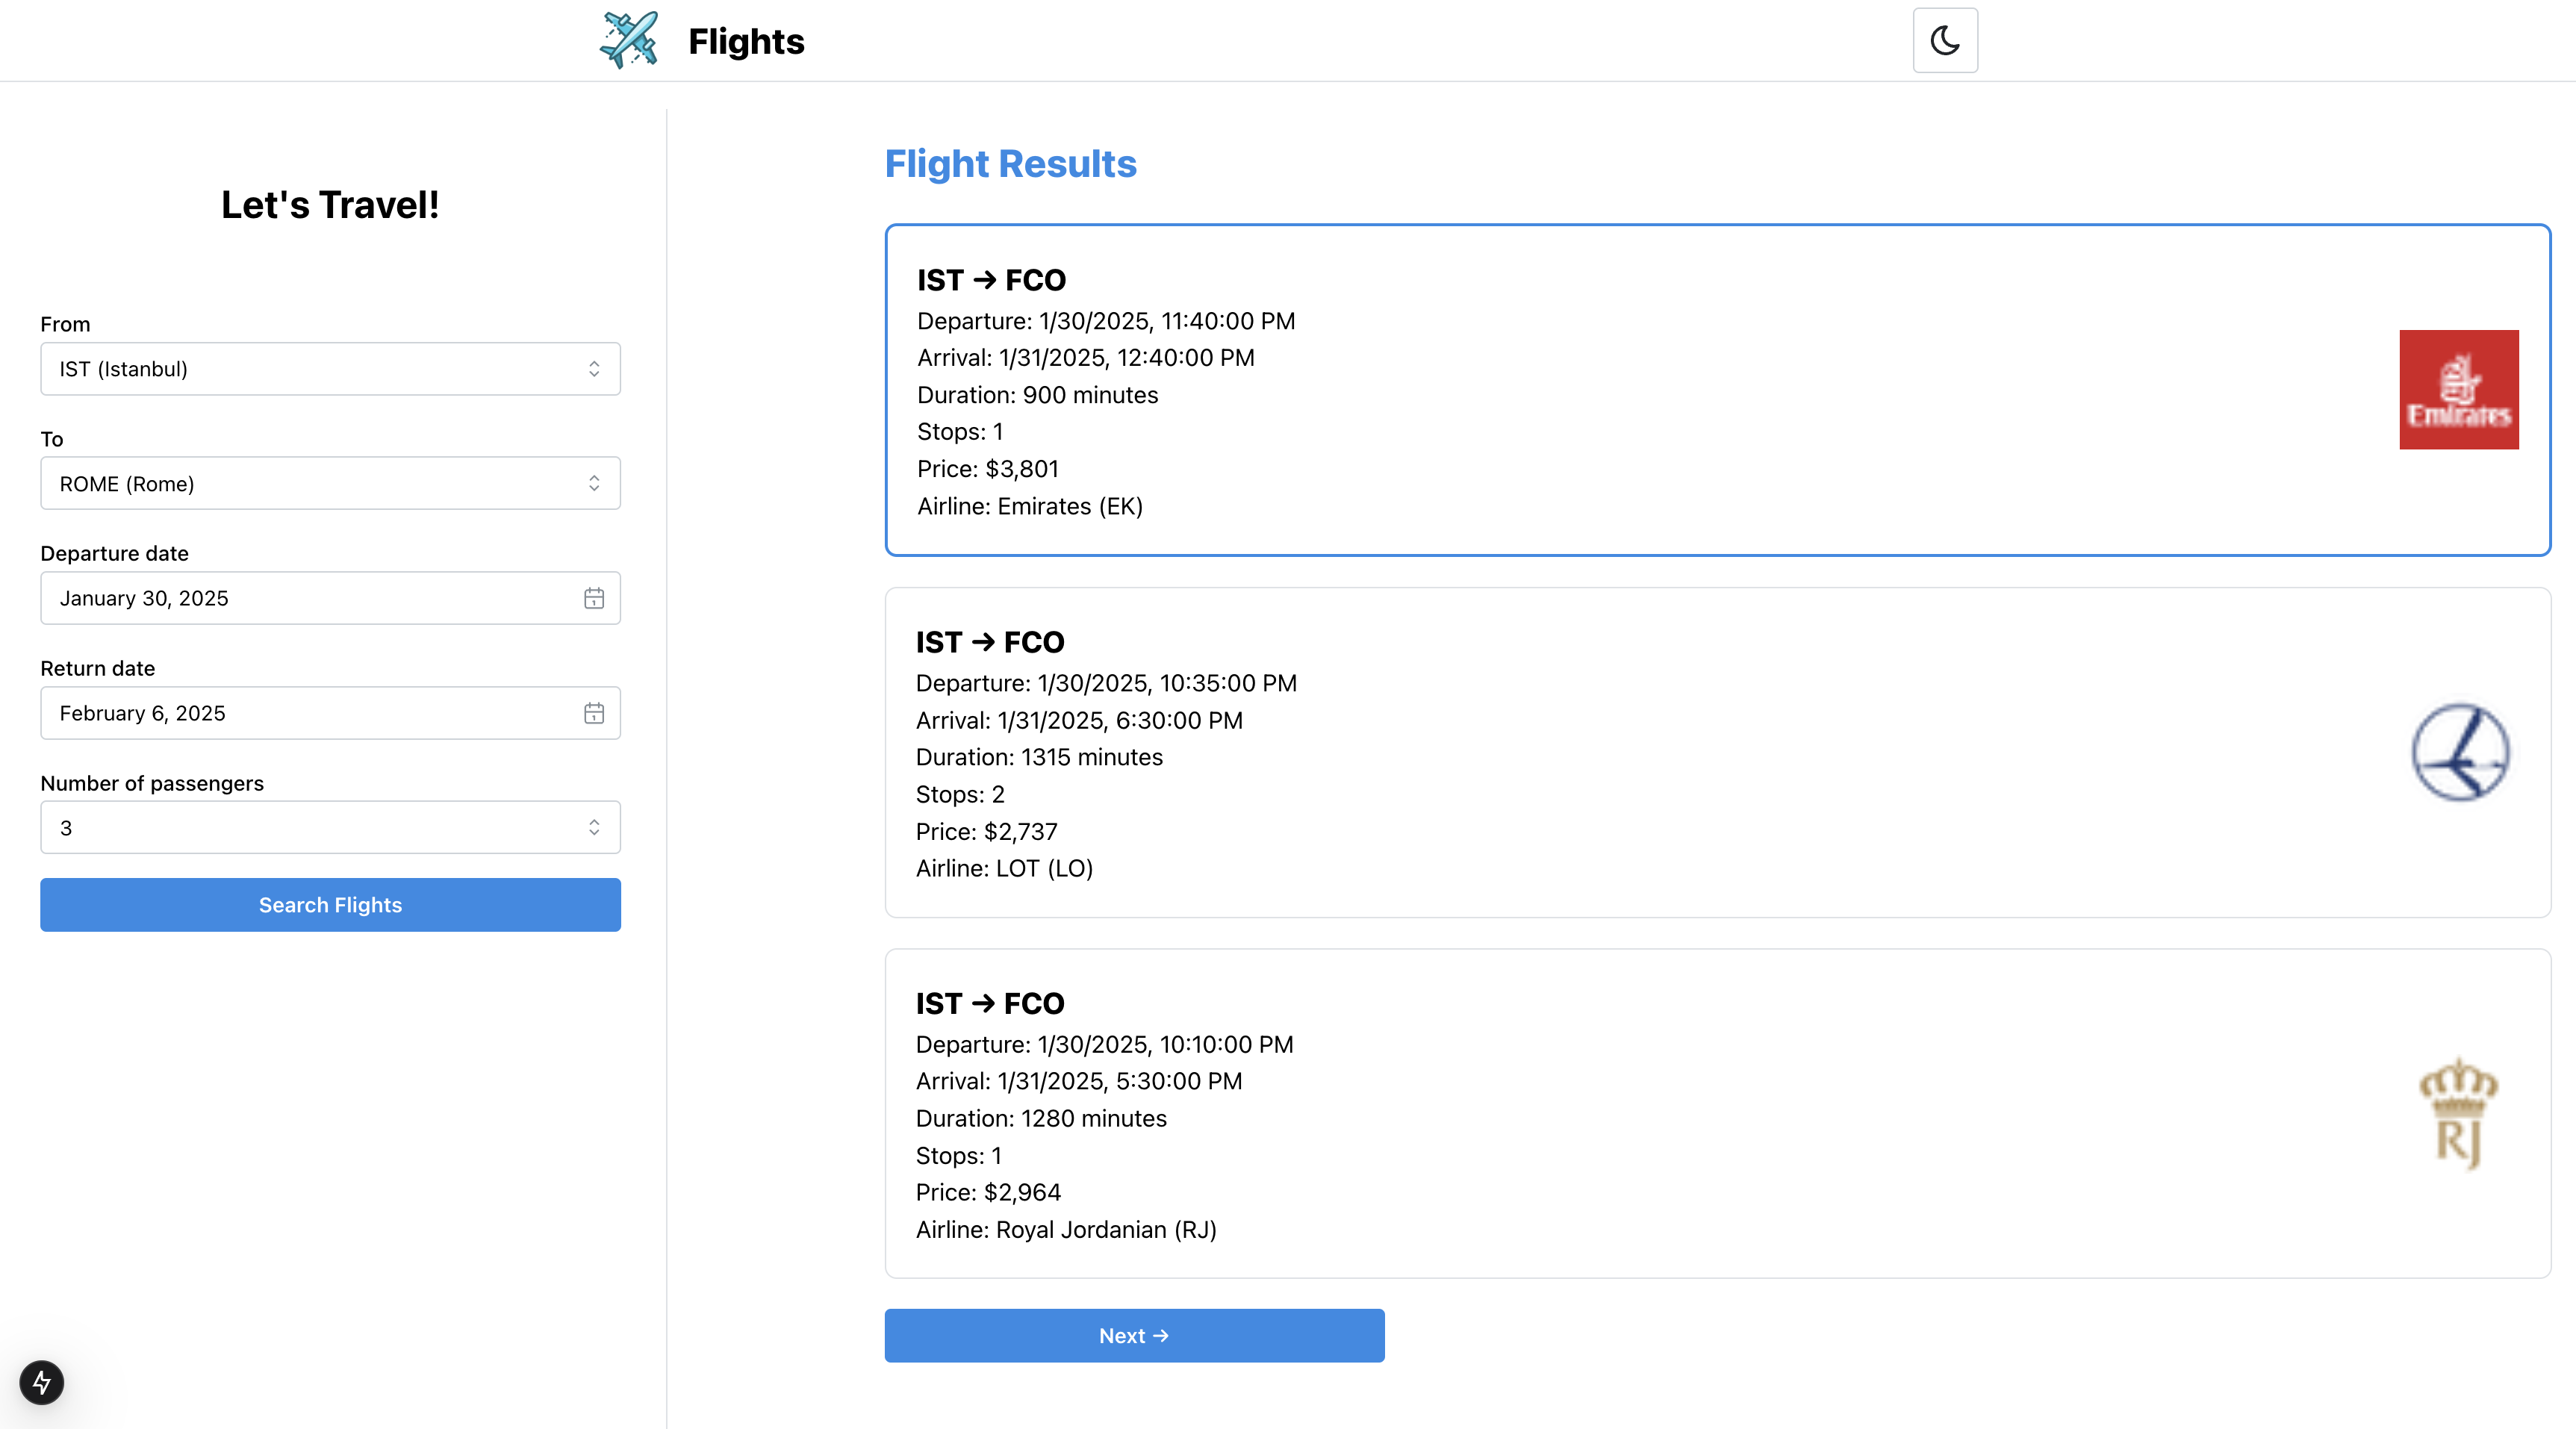 Flights
Let's Travel!
From
IST (Istanbul)
To
ROME (Rome)
Departure date
January 30, 2025
Return date
February 6, 2025
Number of passengers
3
Search Flights
Flight Results
IST → FCO
Departure: 1/30/2025, 11:40:00 PM
Arrival: 1/31/2025, 12:40:00 PM
Duration: 900 minutes
Stops: 1
Price: $3,801
Airline: Emirates (EK)
Emirates
IST → FCO
Departure: 1/30/2025, 10:35:00 PM
Arrival: 1/31/2025, 6:30:00 PM
Duration: 1315 minutes
Stops: 2
Price: $2,737
Airline: LOT (LO)
IST → FCO
Departure: 1/30/2025, 10:10:00 PM
Arrival: 1/31/2025, 5:30:00 PM
Duration: 1280 minutes
Stops: 1
Price: $2,964
Airline: Royal Jordanian (RJ)
RJ
Next →